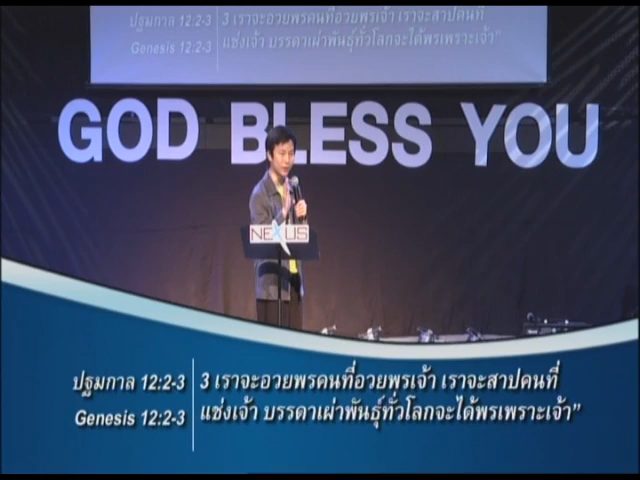 ปฐมกาล 12:2-3
Genesis 12:2-3
3 เราจะอวยพรคนที่อวยพรเจ้า เราจะสาปคนที่
แช่งเจ้า บรรดาเผ่าพันธุ์ทั่วโลกจะได้พรเพราะเจ้า”
GOD BLESS YOU
NEXUS
ปฐมกาล 12:2-3
Genesis 12:2-3
3 เราจะอวยพรคนที่อวยพรเจ้า เราจะสาปคนที่
แช่งเจ้า บรรดาเผ่าพันธุ์ทั่วโลกจะได้พรเพราะเจ้า”